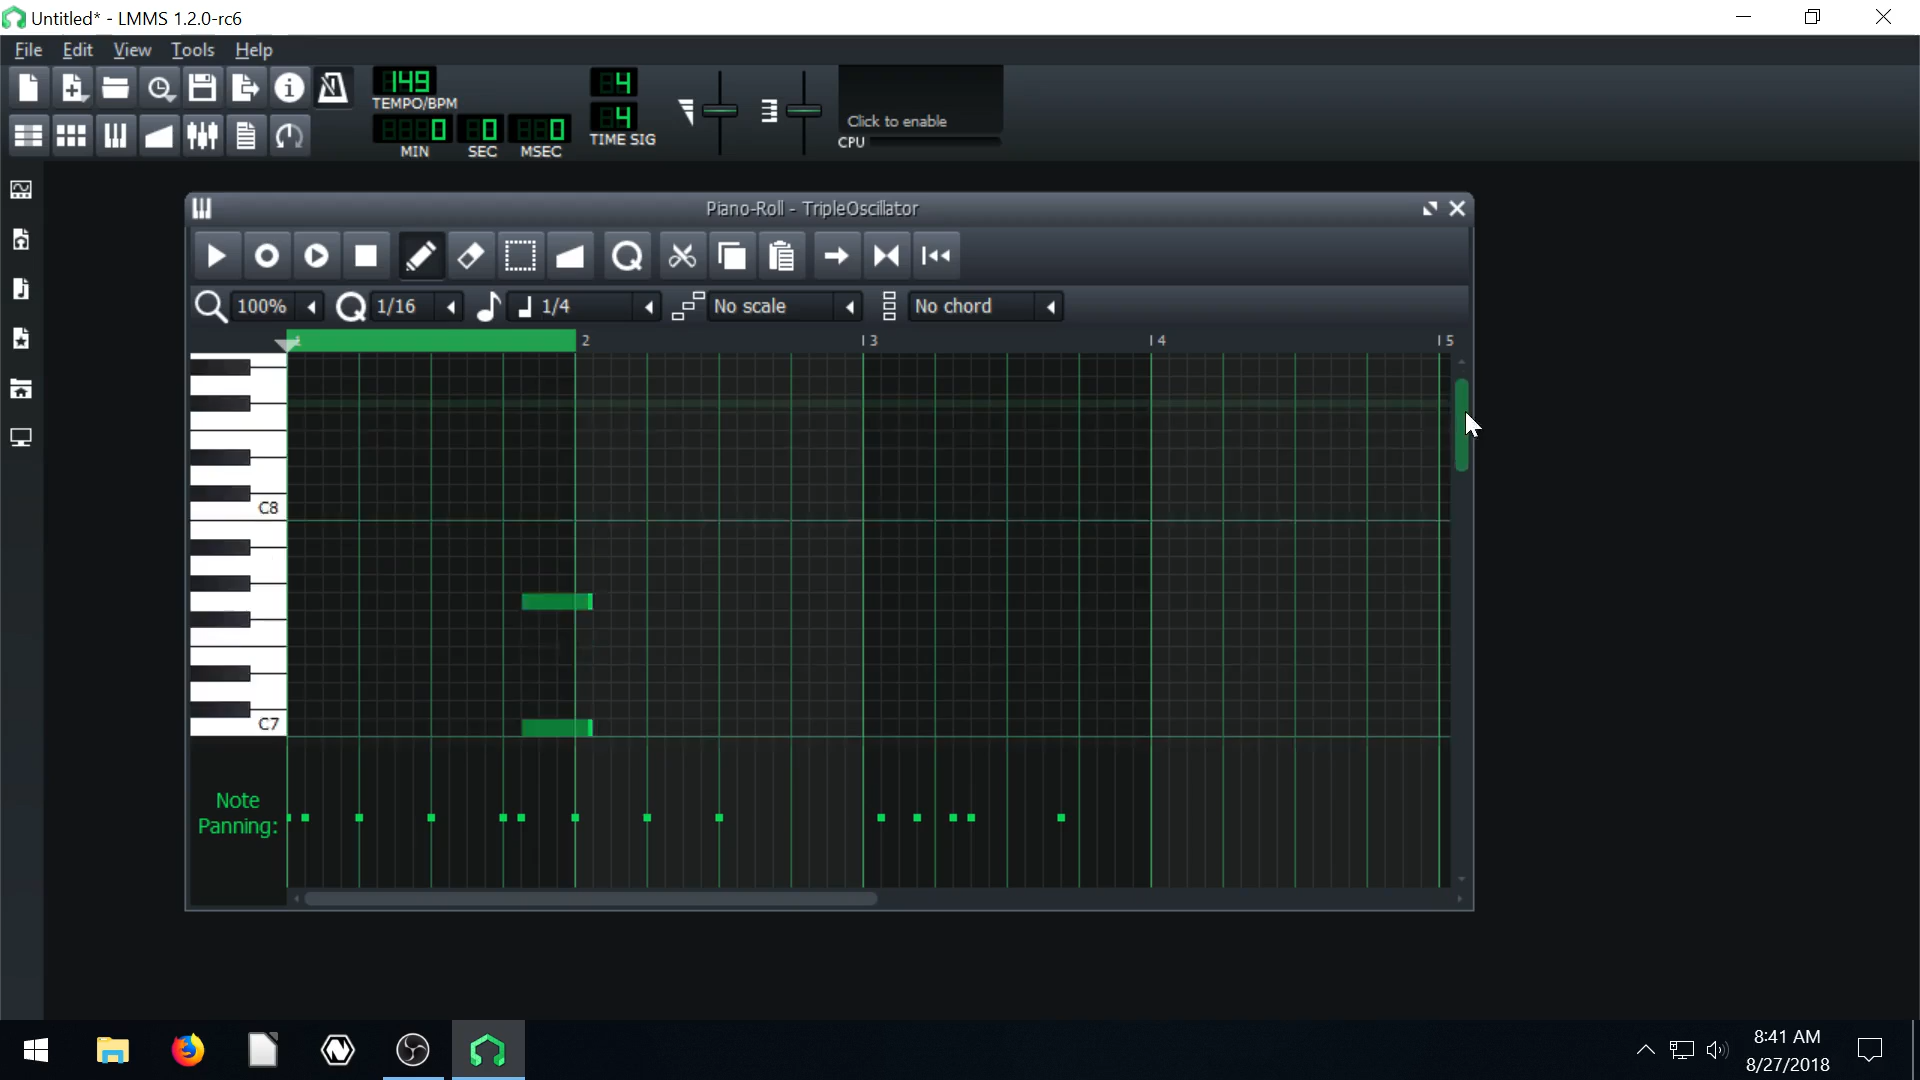 Untitled* - LMMS 1.2.0-rc6
File Edit View Tools Help
149
TEMPO/BPM
0 0 0
MIN SEC MSEC
4
4
TIME SIG
Click to enable
CPU
Piano-Roll - TripleOscillator
100% 1/16 1/4 No scale No chord
1 2 3 4 5
C8
C7
Note
Panning:
8:41 AM
8/27/2018